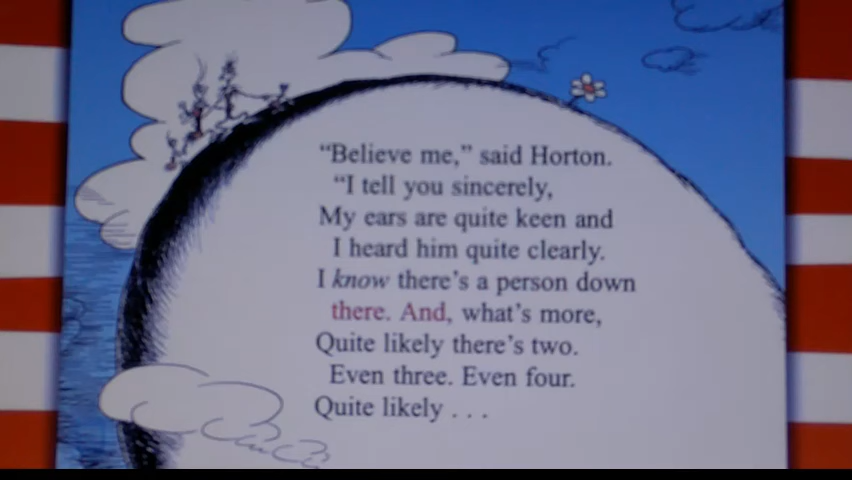 “Believe me,” said Horton.
“I tell you sincerely,
My ears are quite keen and
I heard him quite clearly.
I know there’s a person down
there. And, what’s more,
Quite likely there’s two.
Even three. Even four.
Quite likely . . .